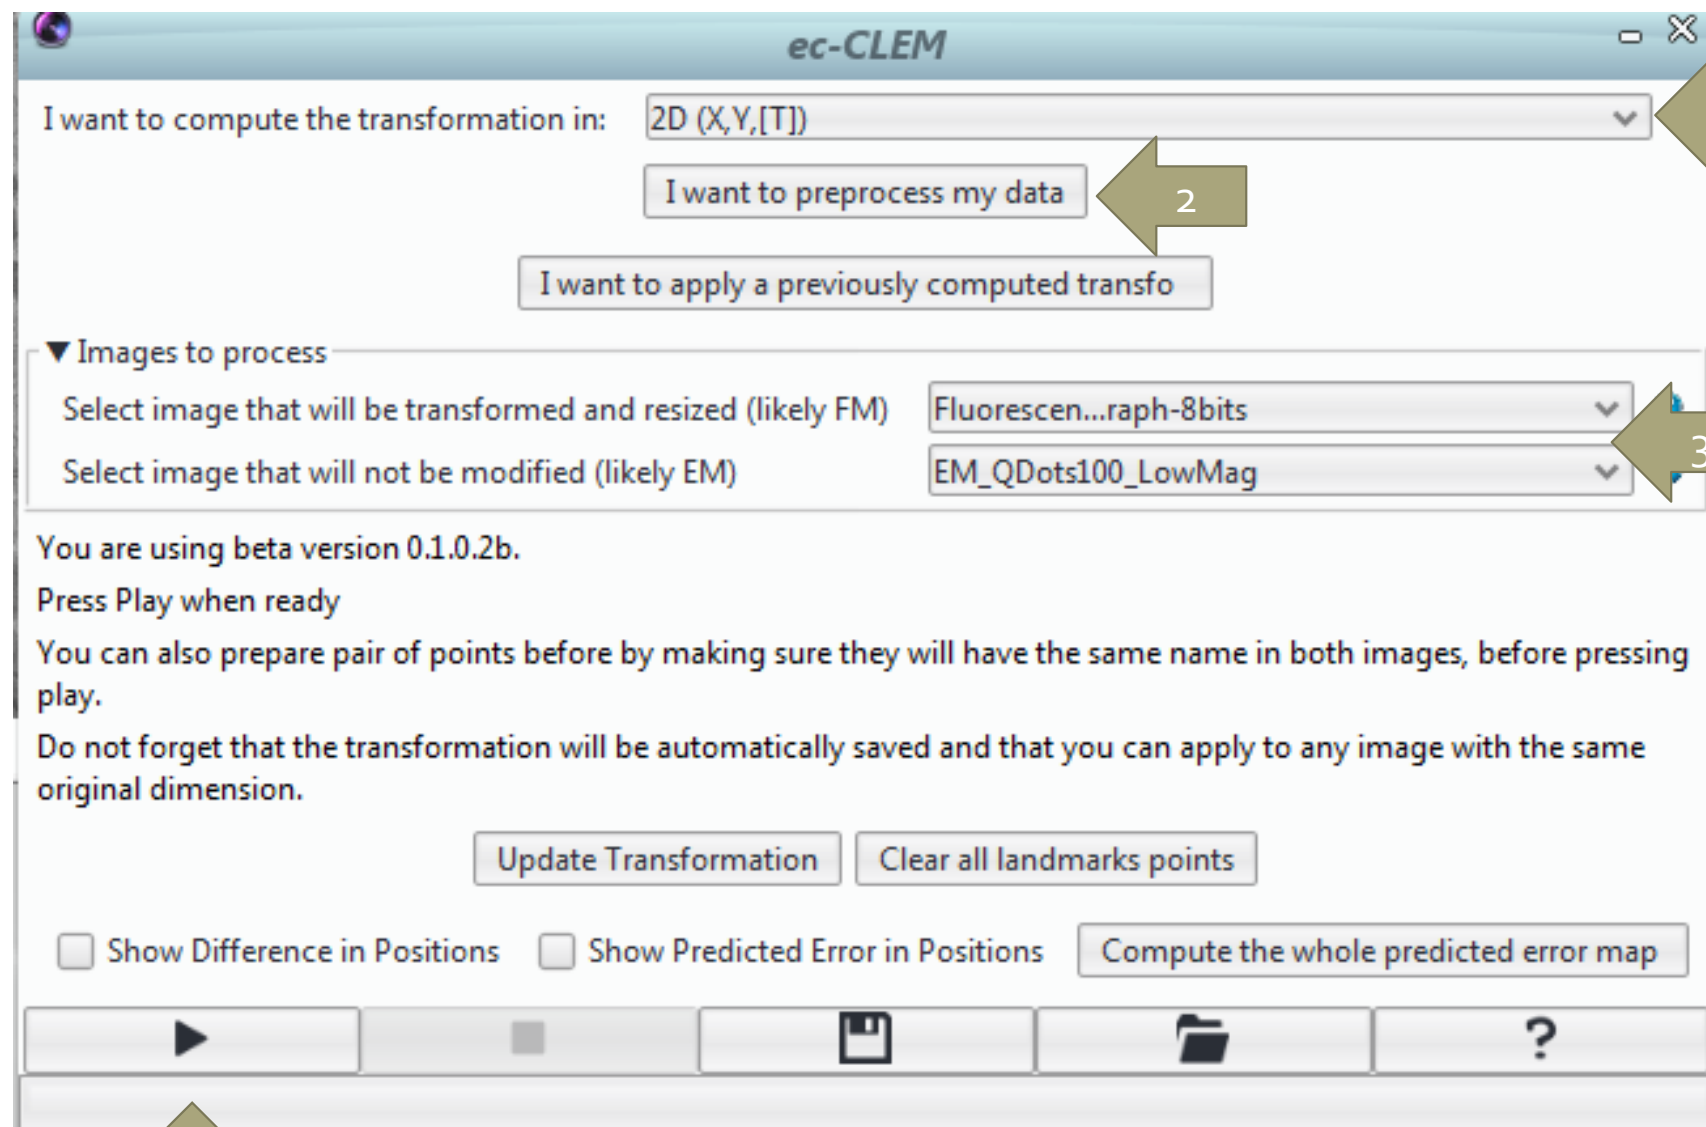 ec-CLEM
I want to compute the transformation in: 2D (X,Y,[T])
I want to preprocess my data
2
I want to apply a previously computed transfo
Images to process
Select image that will be transformed and resized (likely FM) Fluorescen...raph-8bits
3
Select image that will not be modified (likely EM) EM_QDots100_LowMag
You are using beta version 0.1.0.2b.
Press Play when ready
You can also prepare pair of points before by making sure they will have the same name in both images, before pressing
play.
Do not forget that the transformation will be automatically saved and that you can apply to any image with the same
original dimension.
Update Transformation Clear all landmarks points
Show Difference in Positions Show Predicted Error in Positions Compute the whole predicted error map
?